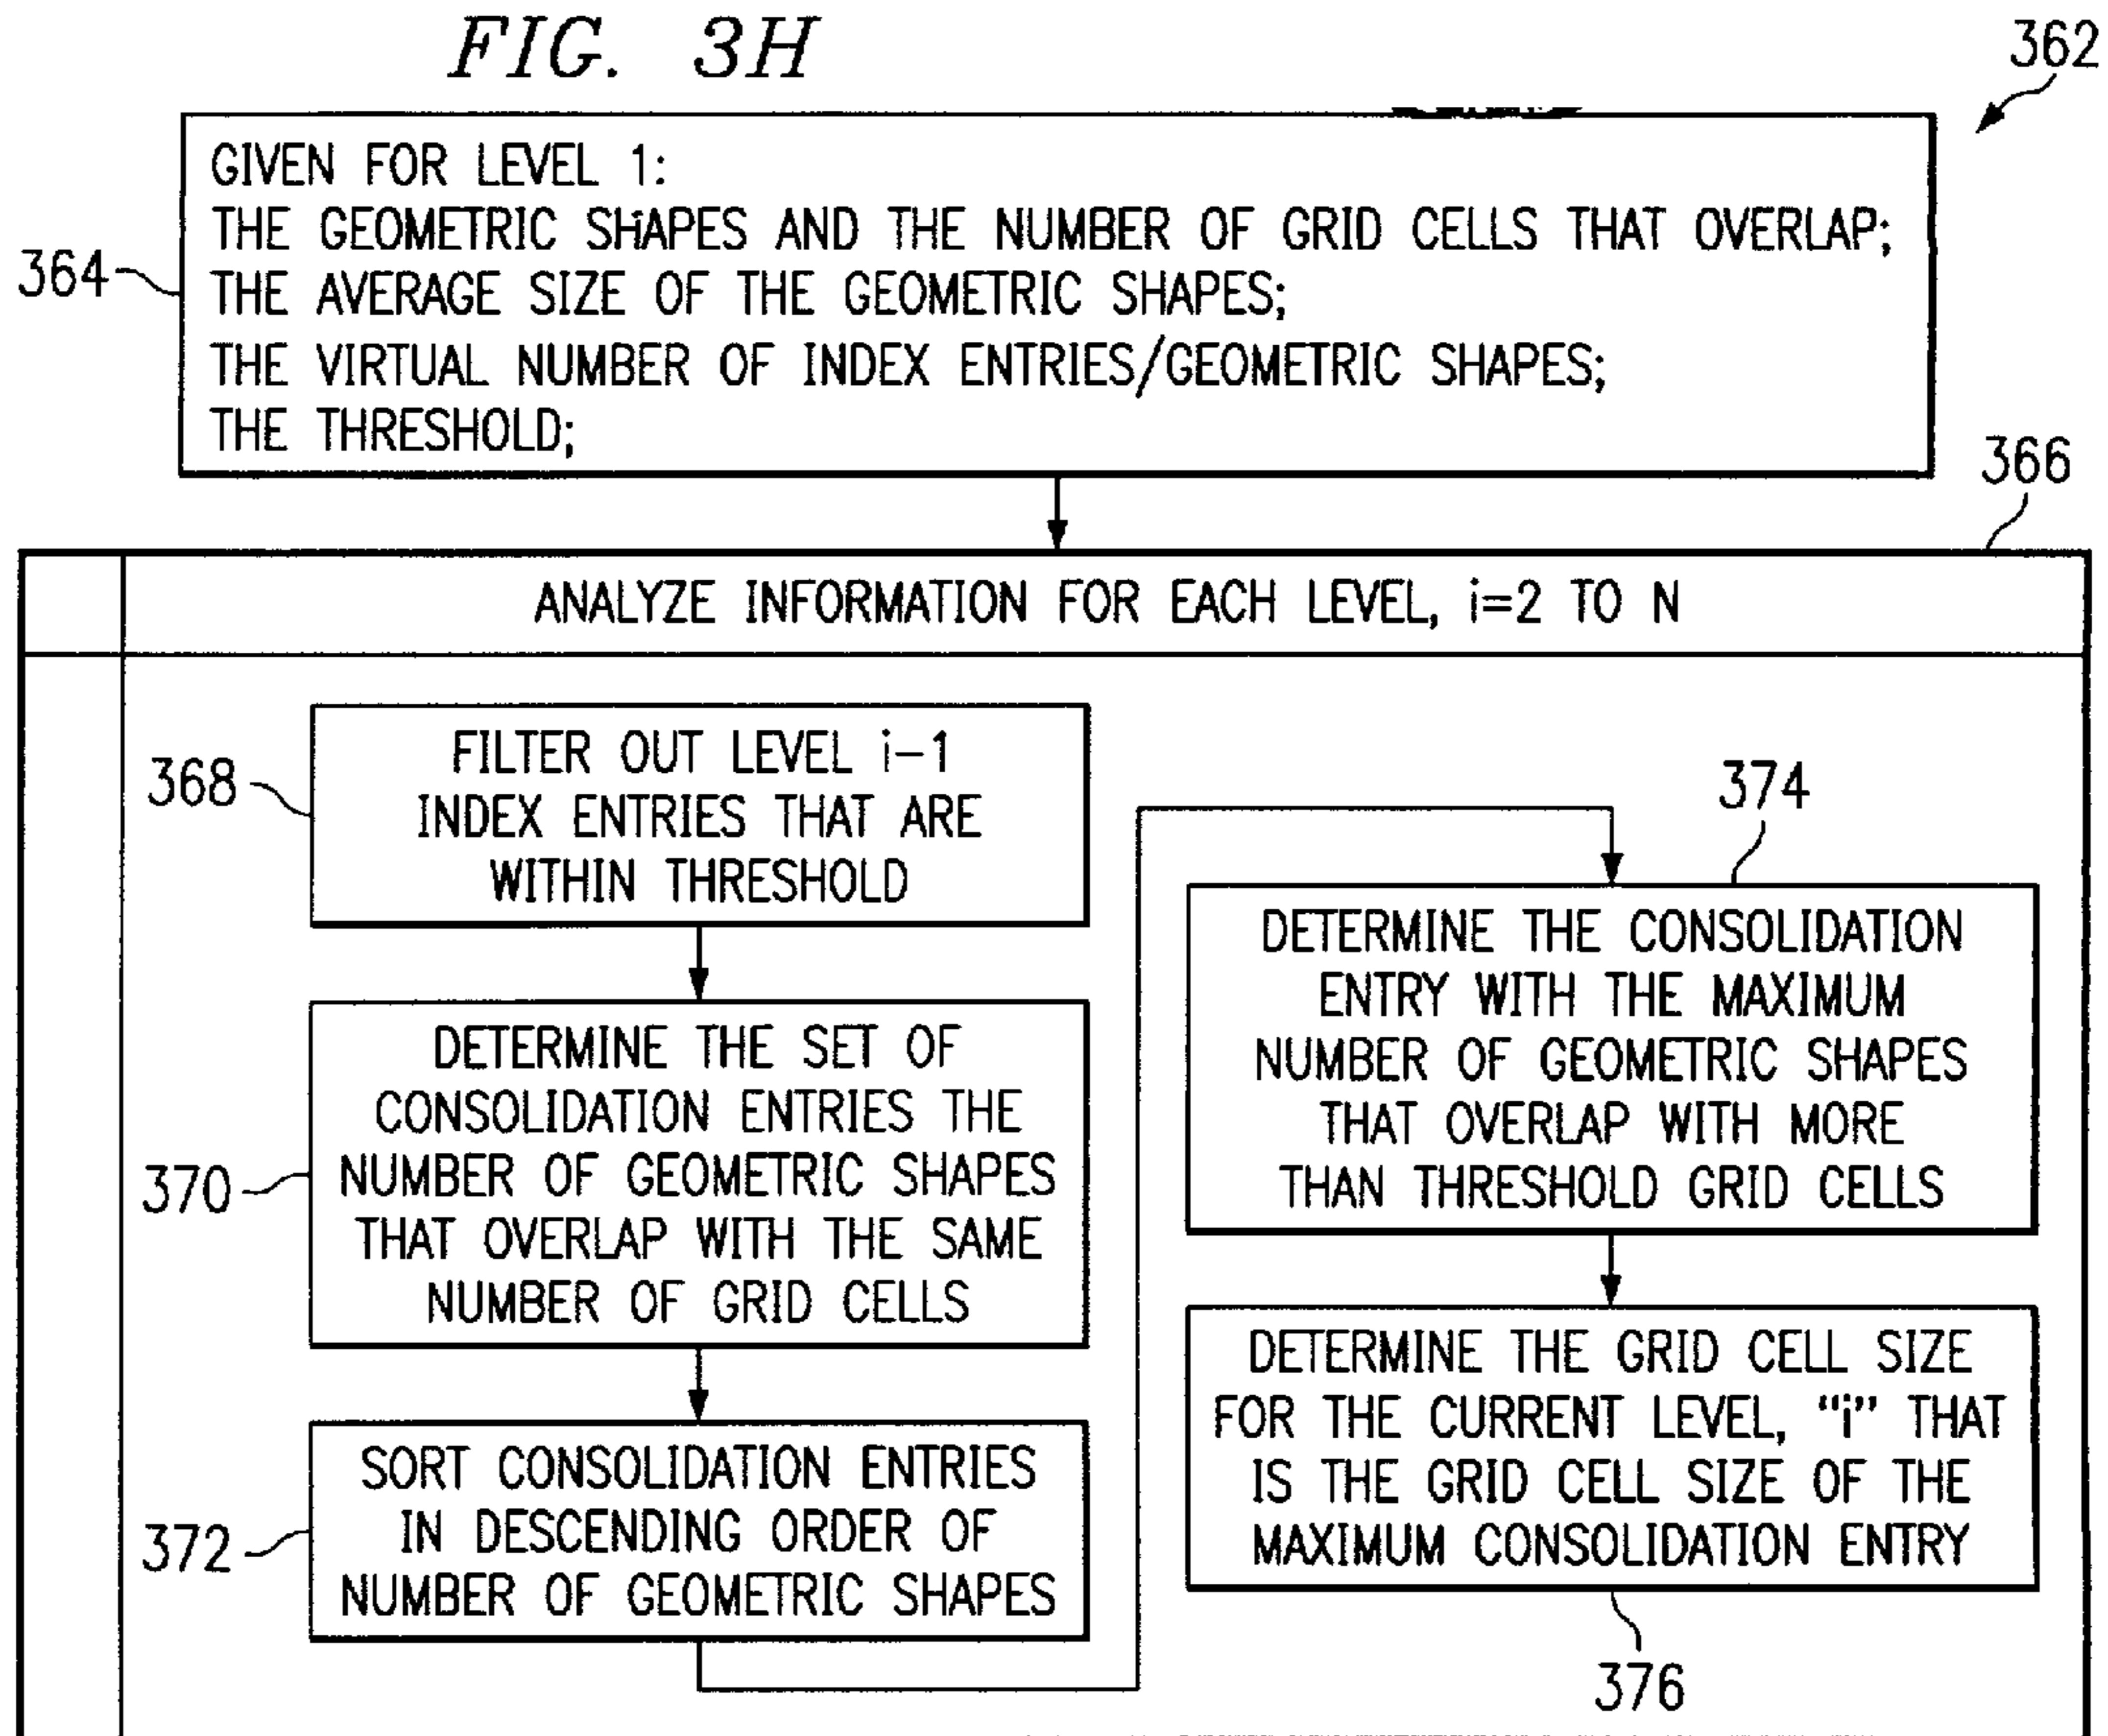 FIG. 3H
362
GIVEN FOR LEVEL 1:
THE GEOMETRIC SHAPES AND THE NUMBER OF GRID CELLS THAT OVERLAP;
364
THE AVERAGE SIZE OF THE GEOMETRIC SHAPES;
THE VIRTUAL NUMBER OF INDEX ENTRIES/GEOMETRIC SHAPES;
THE THRESHOLD;
366
ANALYZE INFORMATION FOR EACH LEVEL, i=2 TO N
368
FILTER OUT LEVEL i-1
INDEX ENTRIES THAT ARE
WITHIN THRESHOLD
370
DETERMINE THE SET OF
CONSOLIDATION ENTRIES THE
NUMBER OF GEOMETRIC SHAPES
THAT OVERLAP WITH THE SAME
NUMBER OF GRID CELLS
372
SORT CONSOLIDATION ENTRIES
IN DESCENDING ORDER OF
NUMBER OF GEOMETRIC SHAPES
374
DETERMINE THE CONSOLIDATION
ENTRY WITH THE MAXIMUM
NUMBER OF GEOMETRIC SHAPES
THAT OVERLAP WITH MORE
THAN THRESHOLD GRID CELLS
DETERMINE THE GRID CELL SIZE
FOR THE CURRENT LEVEL, "i" THAT
IS THE GRID CELL SIZE OF THE
MAXIMUM CONSOLIDATION ENTRY
376